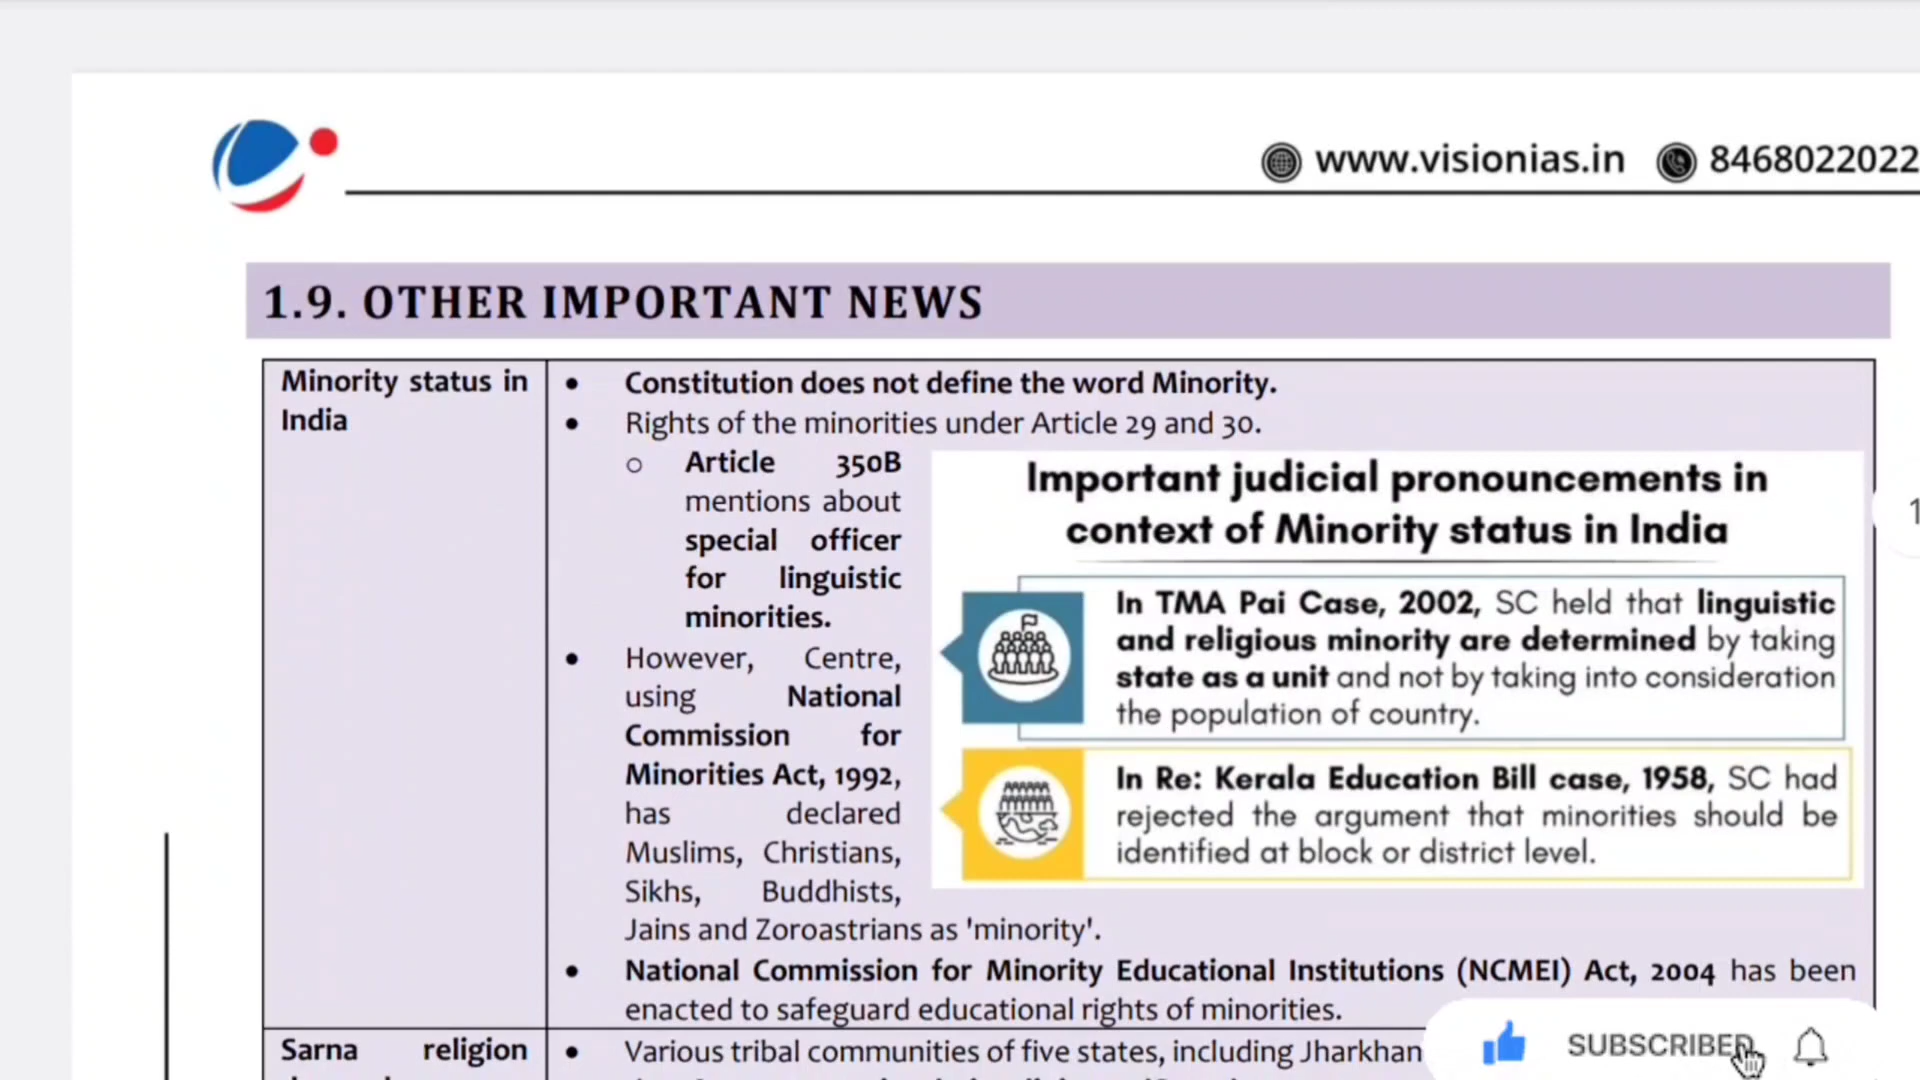 www.visionias.in 8468022022
1.9. OTHER IMPORTANT NEWS
Minority status in
India
• Constitution does not define the word Minority.
• Rights of the minorities under Article 29 and 30.
o Article 350B
mentions about
special officer
for linguistic
minorities.
• However, Centre,
using National
Commission for
Minorities Act, 1992,
has declared
Muslims, Christians,
Sikhs, Buddhists,
Jains and Zoroastrians as 'minority'.
Important judicial pronouncements in
context of Minority status in India
In TMA Pai Case, 2002, SC held that linguistic
and religious minority are determined by taking
state as a unit and not by taking into consideration
the population of country.
In Re: Kerala Education Bill case, 1958, SC had
rejected the argument that minorities should be
identified at block or district level.
• National Commission for Minority Educational Institutions (NCMEI) Act, 2004 has been
enacted to safeguard educational rights of minorities.
Sarna religion
• Various tribal communities of five states, including Jharkhan
SUBSCRIBED
1